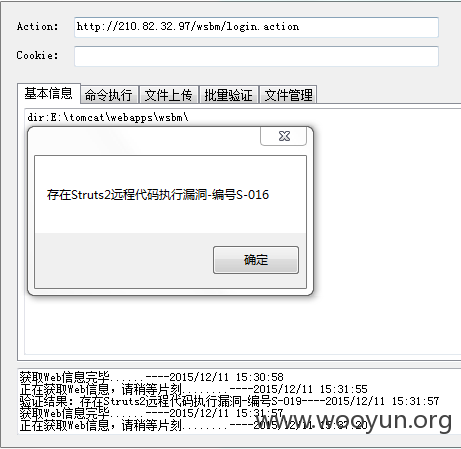 Action: http://210.82.32.97/wsbm/login.action
Cookie:
基本信息 命令执行 文件上传 批量验证 文件管理
dir:E:\tomcat\webapps\wsbm\
存在Struts2远程代码执行漏洞-编号S-016
确定
获取Web信息完毕......----2015/12/11 15:30:58
正在获取Web信息,请稍等片刻........----2015/12/11 15:31:55
验证结果: 存在Struts2远程代码执行漏洞-编号S-019----2015/12/11 15:31:57
获取Web信息完毕......----2015/12/11 15:31:57
正在获取Web信息,请稍等片刻........----2015/12/11 15:37:20
www.wooyun.org